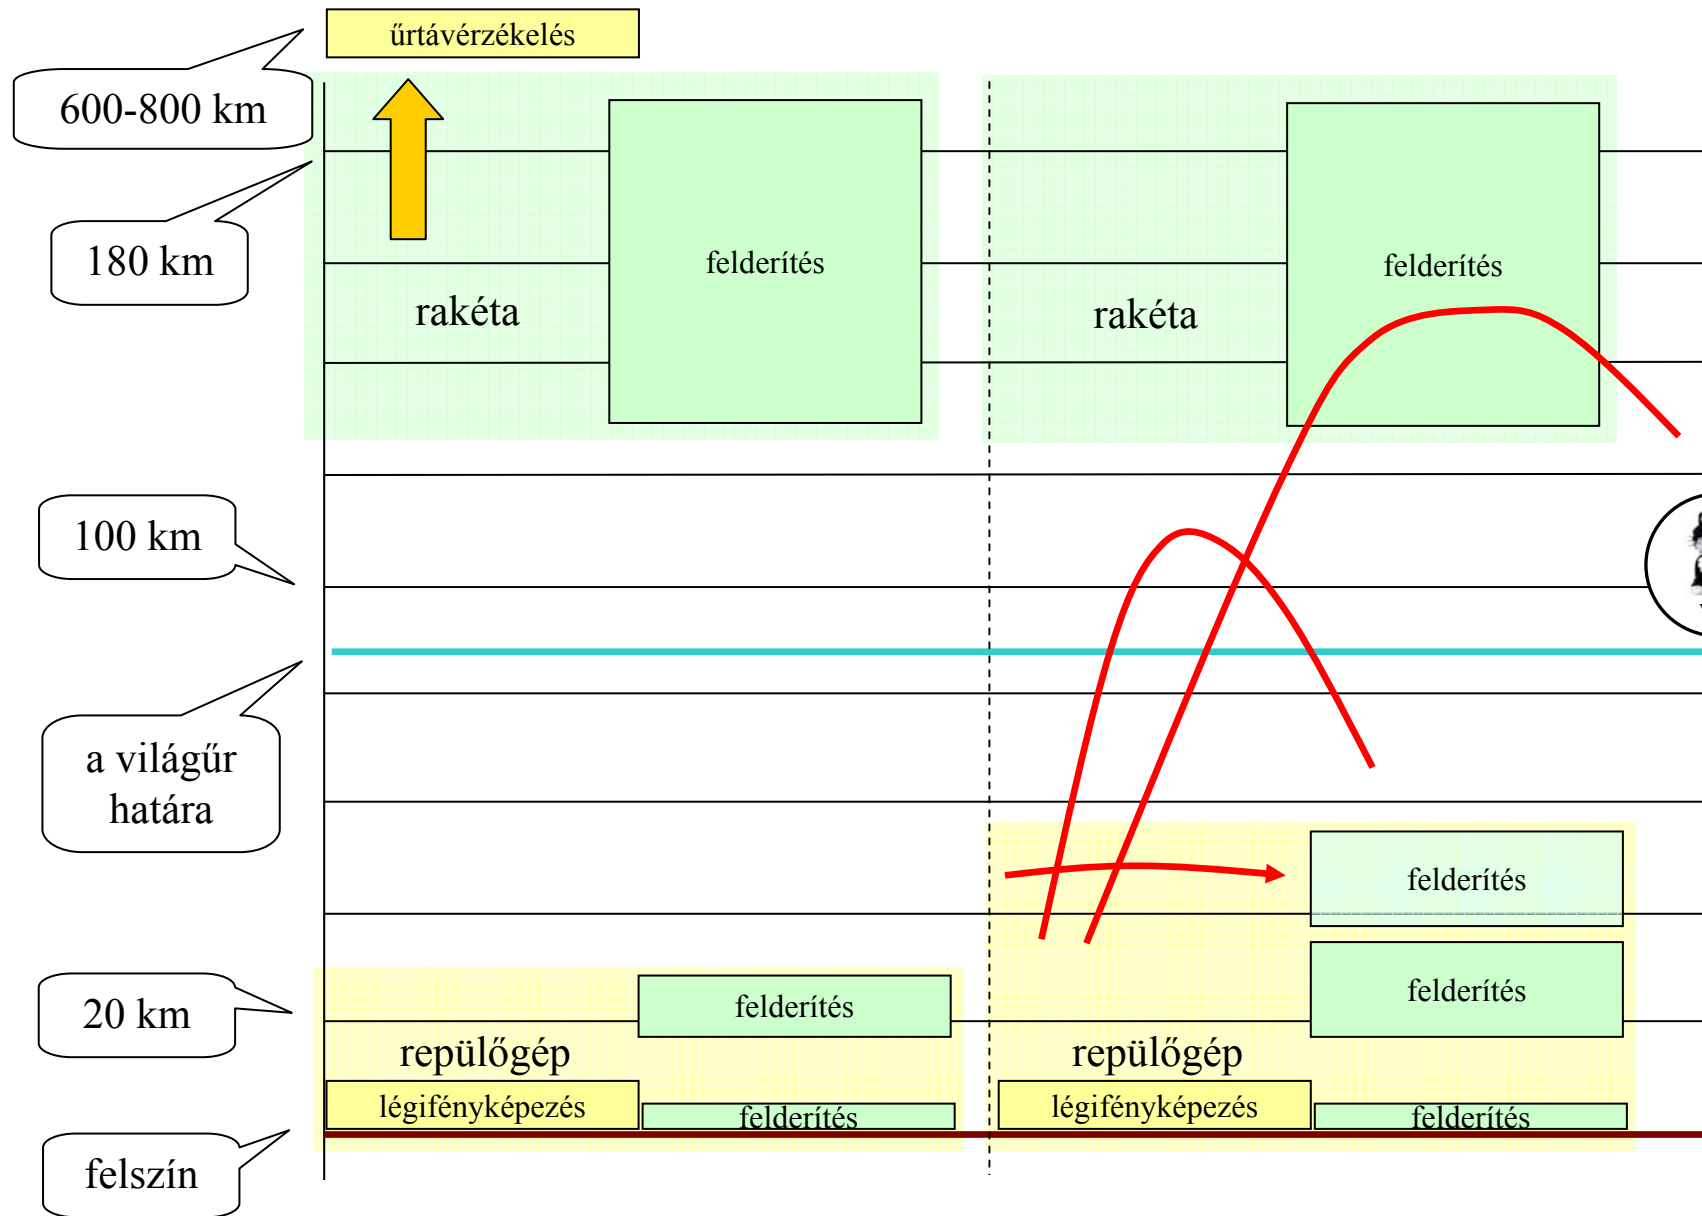 űrtávérzékelés
600-800 km
180 km
felderítés
felderítés
rakéta
rakéta
100 km
a világűr
határa
felderítés
20 km
felderítés
felderítés
repülőgép
repülőgép
légifényképezés
felderítés
légifényképezés
felderítés
felszín